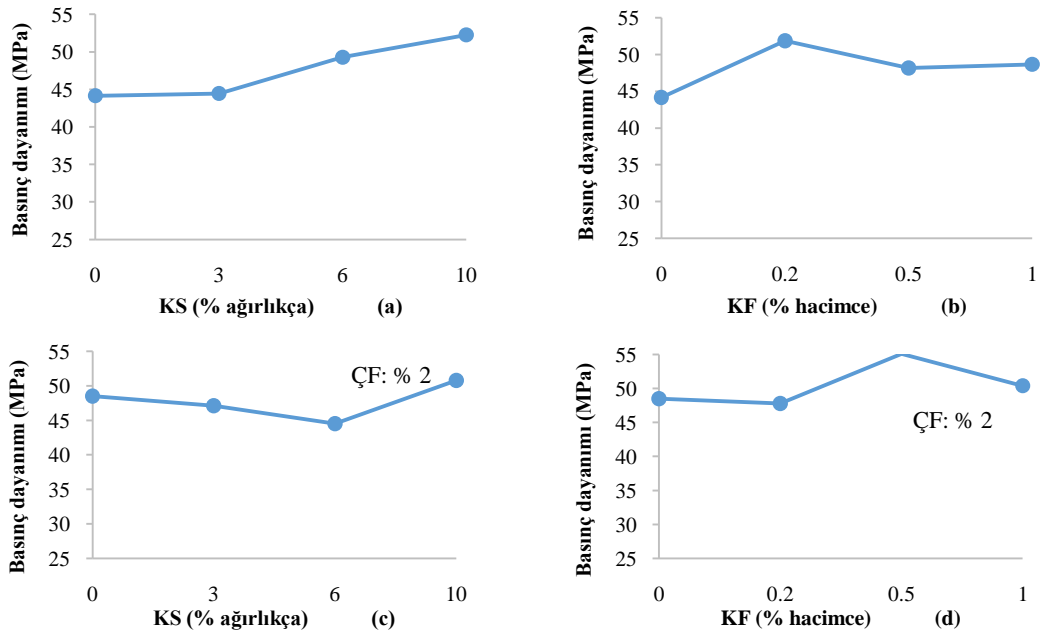 Basınç dayanımı (MPa)
55
50
45
40
35
30
25
0 3 6 10
KS (% ağırlıkça) (a)
Basınç dayanımı (MPa)
55
50
45
40
35
30
25
0 0.2 0.5 1
KF (% hacimce) (b)
Basınç dayanımı (MPa)
55
50
45
40
35
30
25
ÇF: % 2
0 3 6 10
KS (% ağırlıkça) (c)
Basınç dayanımı (MPa)
55
50
45
40
35
30
25
ÇF: % 2
0 0.2 0.5 1
KF (% hacimce) (d)